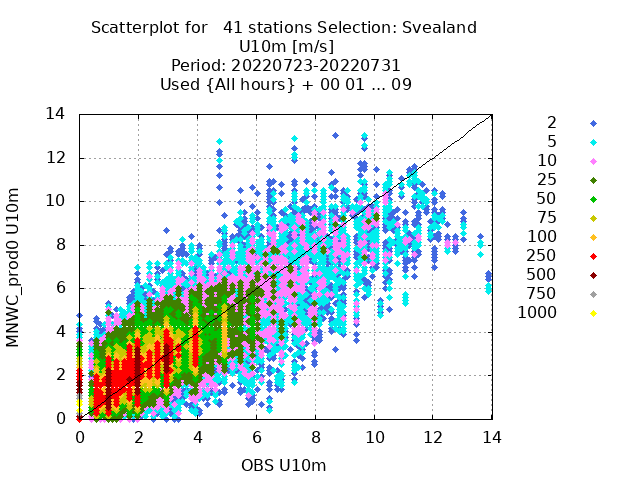 Scatterplot for   41 stations Selection: Svealand
U10m [m/s]
Period: 20220723-20220731
Used {All hours} + 00 01 ... 09
14
12
10
8
6
4
2
0
MNWC_prod0 U10m
0 2 4 6 8 10 12 14
OBS U10m
2
5
10
25
50
75
100
250
500
750
1000